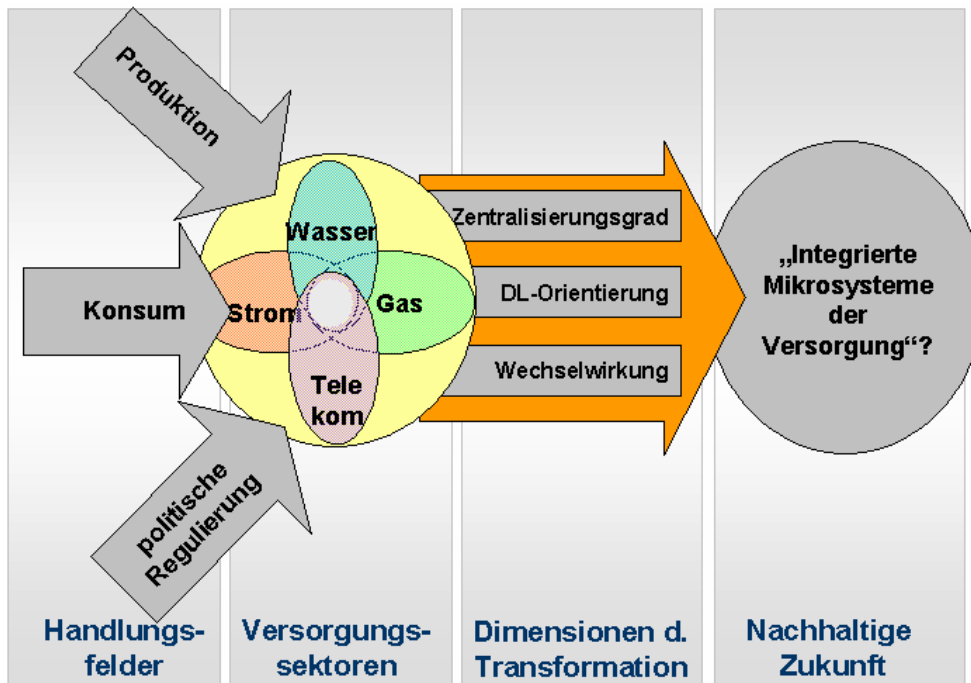 Produktion
Konsum
politische
Regulierung
Wasser
Strom
Gas
Tele
kom
Zentralisierungsgrad
DL-Orientierung
Wechselwirkung
„Integrierte
Mikrosysteme
der
Versorgung“?
Handlungs-
felder
Versorgungs-
sektoren
Dimensionen d.
Transformation
Nachhaltige
Zukunft